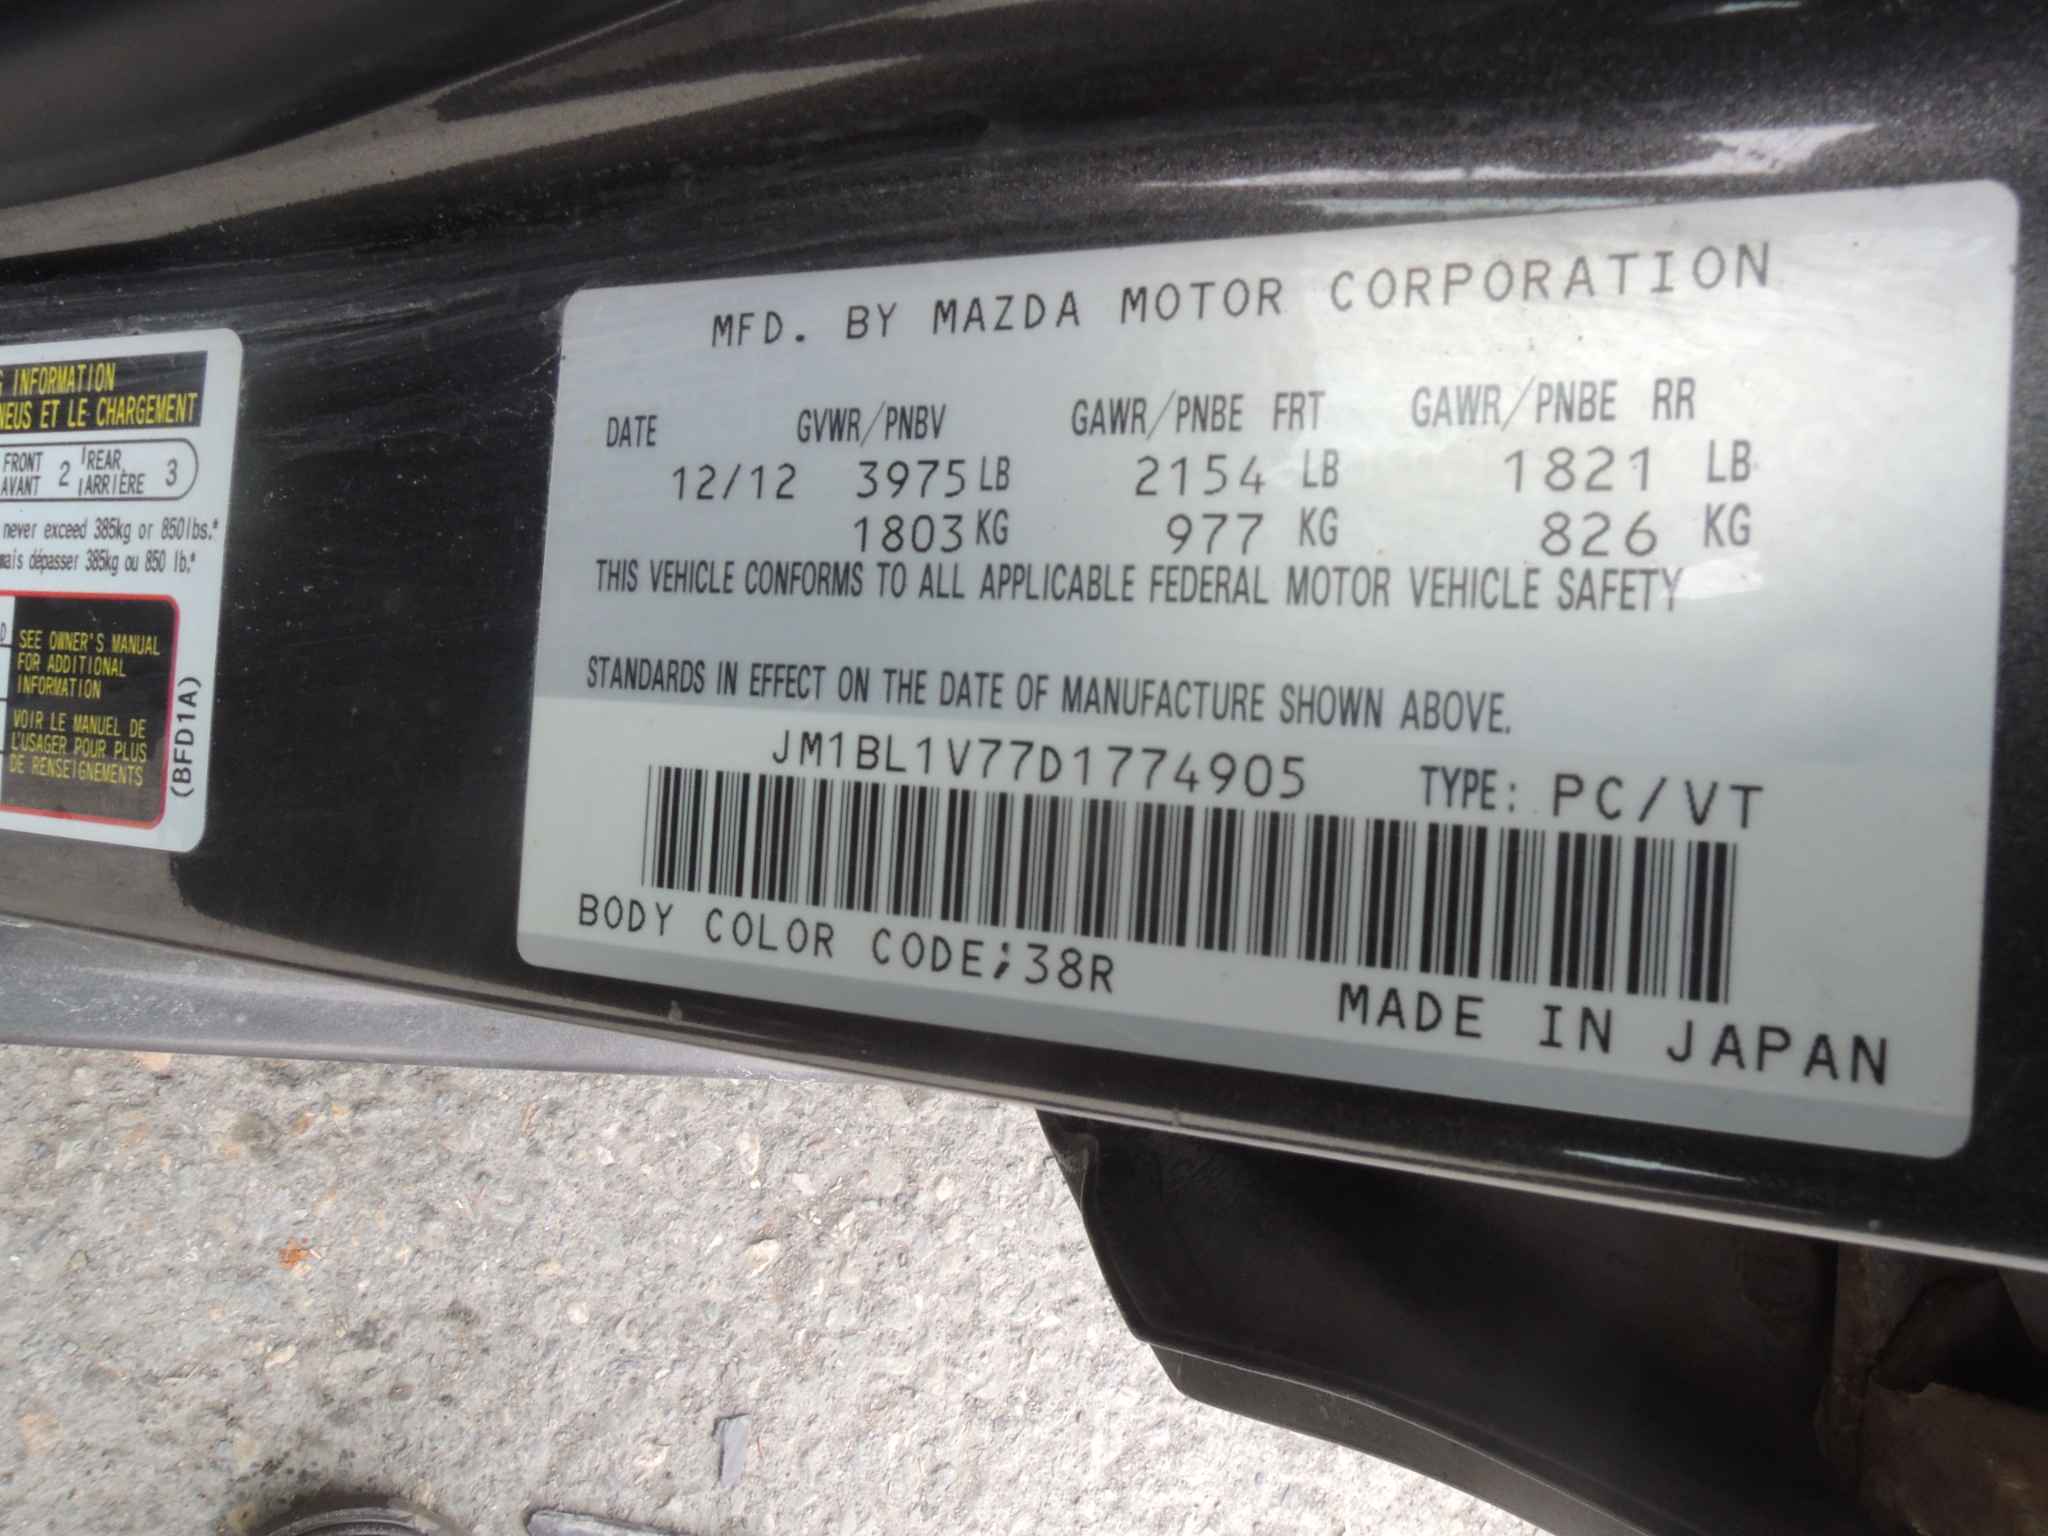 G INFORMATION
NEUS ET LE CHARGEMENT
FRONT 2 REAR 3
AVANT ARRIÈRE
never exceed 385kg or 850lbs.*
mais dépasser 385kg ou 850 lb.*
SEE OWNER'S MANUAL
FOR ADDITIONAL
INFORMATION
VOIR LE MANUEL DE
L'USAGER POUR PLUS
DE RENSEIGNEMENTS
(BFD1A)
MFD. BY MAZDA MOTOR CORPORATION
DATE GVWR/PNBV GAWR/PNBE FRT GAWR/PNBE RR
12/12 3975 LB 2154 LB 1821 LB
1803 KG 977 KG 826 KG
THIS VEHICLE CONFORMS TO ALL APPLICABLE FEDERAL MOTOR VEHICLE SAFETY
STANDARDS IN EFFECT ON THE DATE OF MANUFACTURE SHOWN ABOVE.
JM1BL1V77D1774905 TYPE: PC/VT
BODY COLOR CODE;38R
MADE IN JAPAN